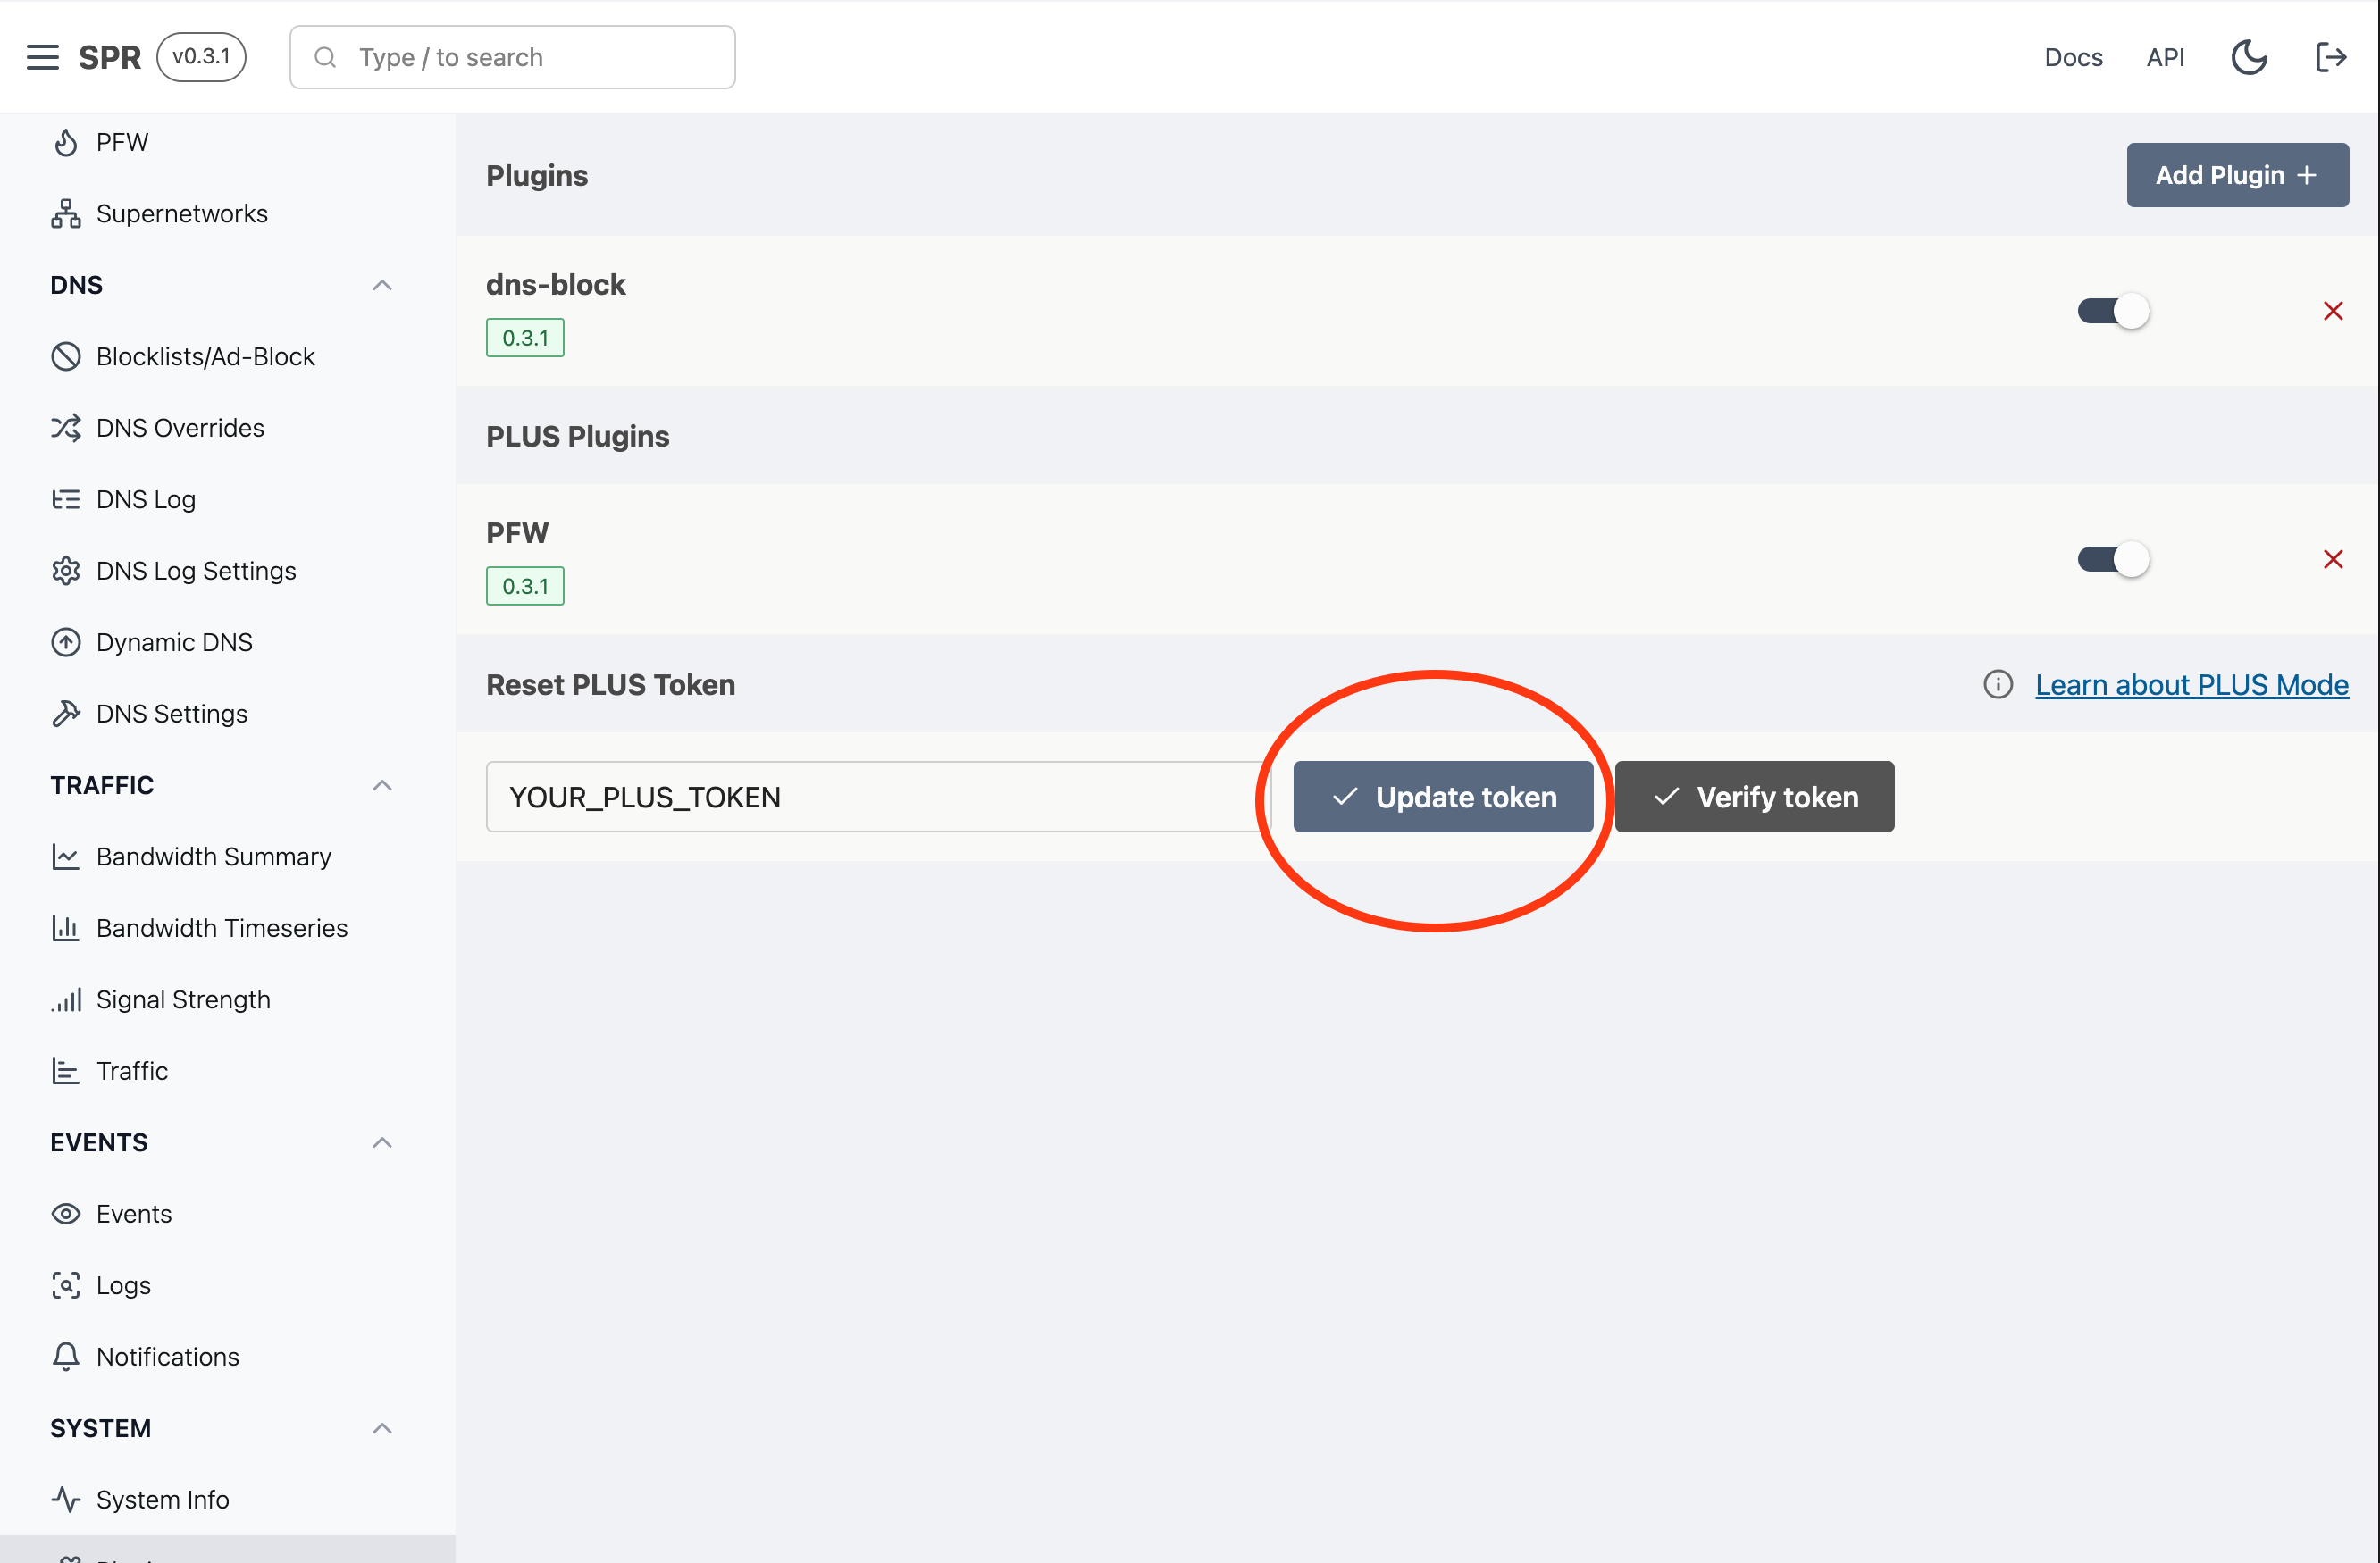 SPR v0.3.1 Type / to search Docs API
PFW
Supernetworks
DNS
Blocklists/Ad-Block
DNS Overrides
DNS Log
DNS Log Settings
Dynamic DNS
DNS Settings
TRAFFIC
Bandwidth Summary
Bandwidth Timeseries
Signal Strength
Traffic
EVENTS
Events
Logs
Notifications
SYSTEM
System Info
Plugins
Add Plugin +
dns-block
0.3.1
PLUS Plugins
PFW
0.3.1
Reset PLUS Token
Learn about PLUS Mode
YOUR_PLUS_TOKEN
Update token
Verify token